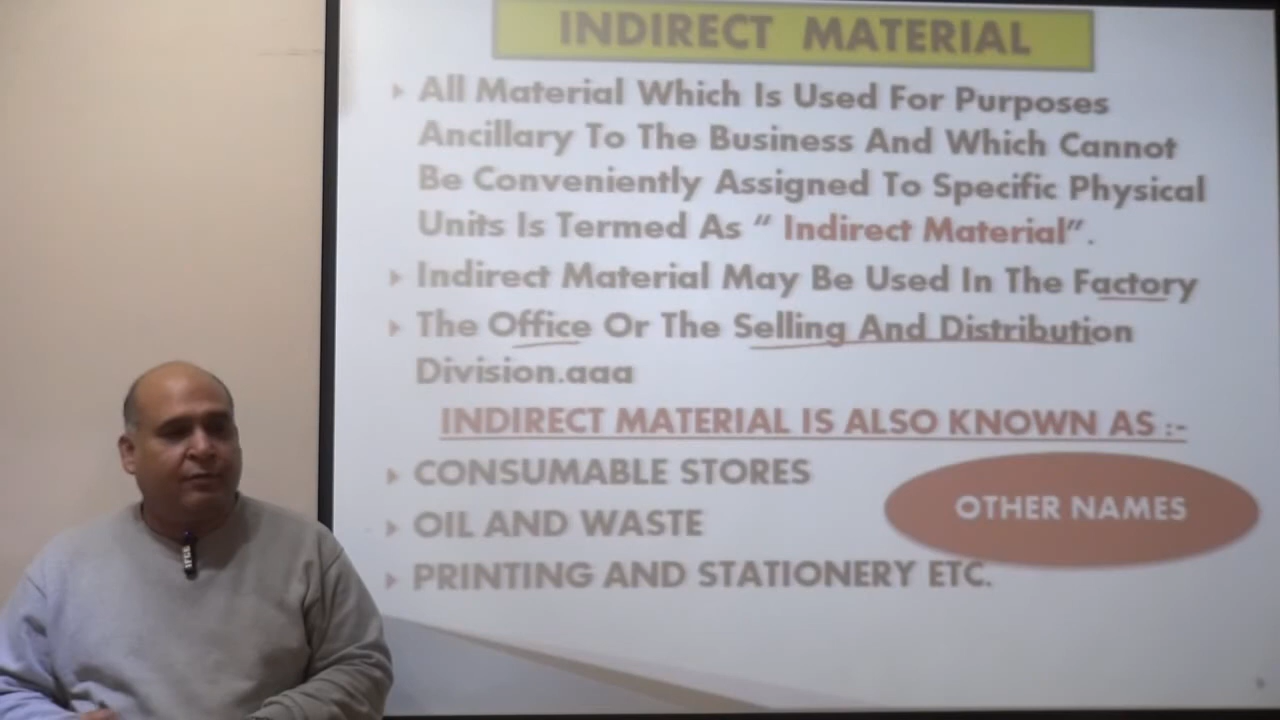 INDIRECT MATERIAL
All Material Which Is Used For Purposes
Ancillary To The Business And Which Cannot
Be Conveniently Assigned To Specific Physical
Units Is Termed As “ Indirect Material”.
Indirect Material May Be Used In The Factory
The Office Or The Selling And Distribution
Division.aaa
INDIRECT MATERIAL IS ALSO KNOWN AS :-
CONSUMABLE STORES
OIL AND WASTE
PRINTING AND STATIONERY ETC.
OTHER NAMES